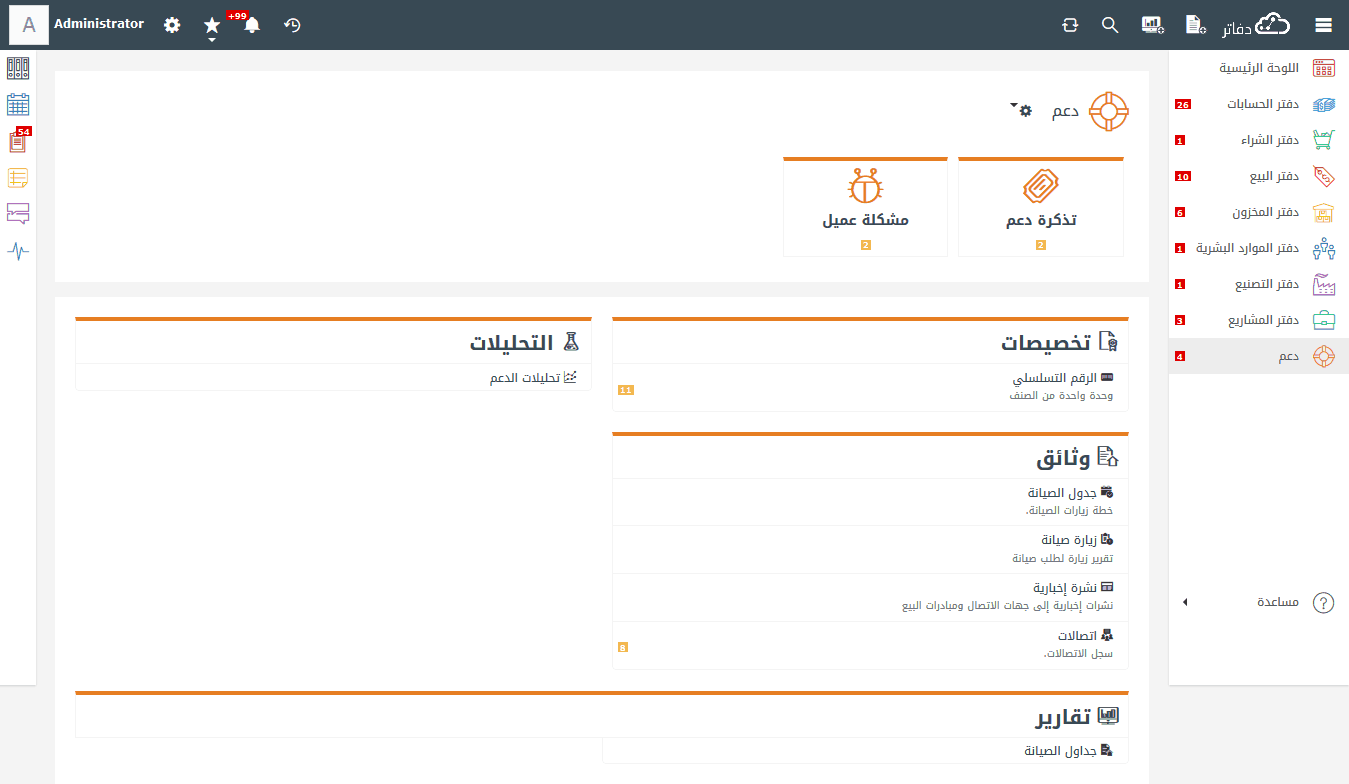 A
Administrator
+99
دفاتر
اللوحة الرئيسية
دفتر الحسابات
26
دفتر الشراء
1
دفتر البيع
10
دفتر المخزون
6
دفتر الموارد البشرية
1
دفتر التصنيع
1
دفتر المشاريع
3
دعم
4
مساعدة
54
دعم
تذكرة دعم
2
مشكلة عميل
2
تخصيصات
الرقم التسلسلي
وحدة واحدة من الصنف
11
التحليلات
تحليلات الدعم
وثائق
جدول الصيانة
خطة زيارات الصيانة.
زيارة صيانة
تقرير زيارة لطلب صيانة
نشرة إخبارية
نشرات إخبارية إلى جهات الاتصال ومبادرات البيع
اتصالات
سجل الاتصالات.
6
تقارير
جداول الصيانة